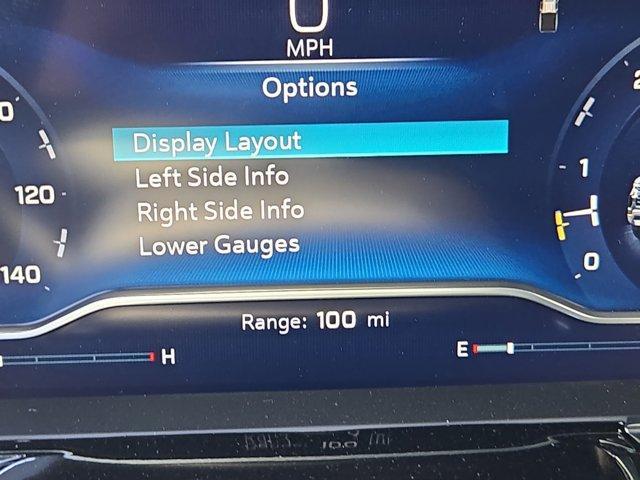 0
MPH
Options
Display Layout
Left Side Info
Right Side Info
Lower Gauges
120
140
1
0
Range: 100 mi
H
E